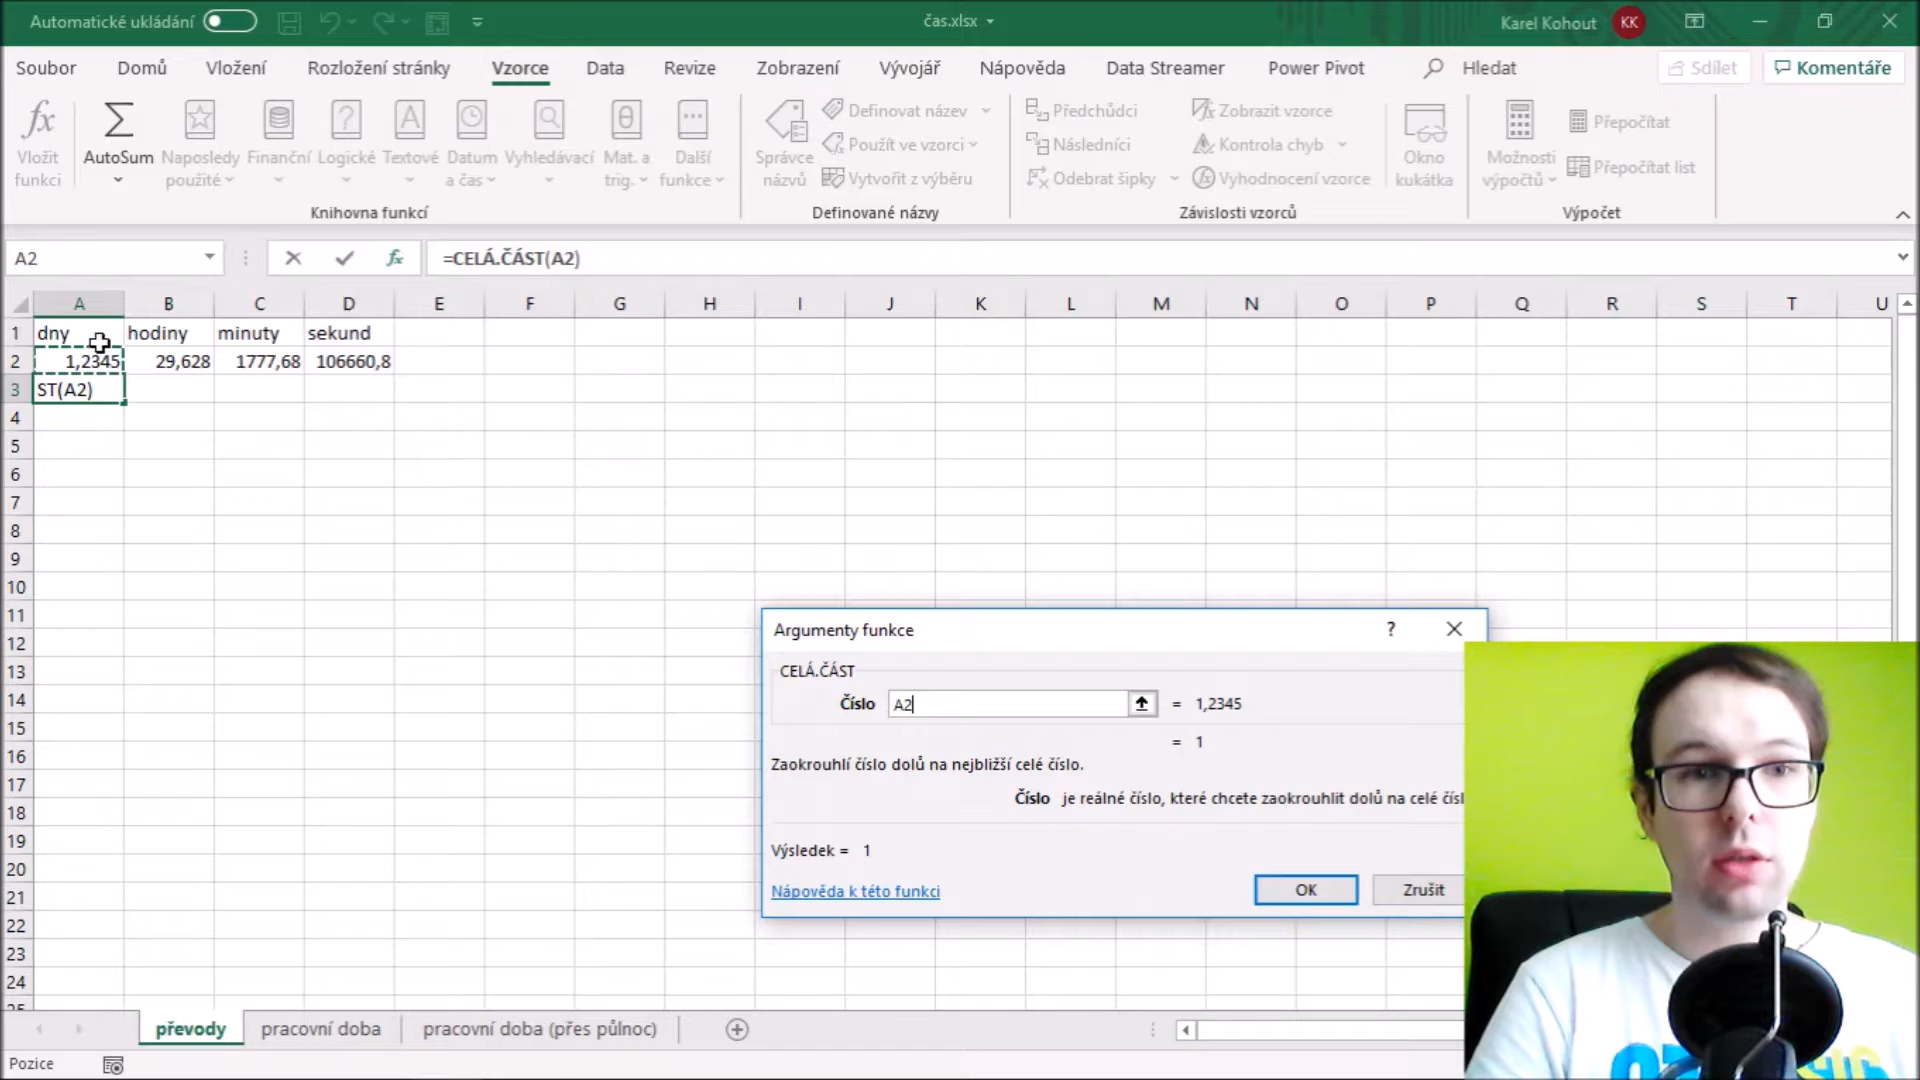 Automatické ukládání
čas.xlsx
Karel Kohout KK
Soubor Domů Vložení Rozložení stránky Vzorce Data Revize Zobrazení Vývojář Nápověda Data Streamer Power Pivot Hledat Sdílet Komentáře
fx
Vložit funkci
AutoSum
Naposledy použité
Finanční
Logické
Textové
Datum a čas
Vyhledávací
Mat. a trig.
Další funkce
Knihovna funkcí
Správce názvů
Definovat název
Použít ve vzorci
Vytvořit z výběru
Definované názvy
Předchůdci
Následníci
Odebrat šipky
Zobrazit vzorce
Kontrola chyb
Vyhodnocení vzorce
Závislosti vzorců
Okno kukátka
Možnosti výpočtů
Přepočítat
Přepočítat list
Výpočet
A2 fx =CELÁ.ČÁST(A2)
A B C D E F G H I J K L M N O P Q R S T U
1 dny hodiny minuty sekund
2 1,2345 29,628 1777,68 106660,8
3 ST(A2)
4
5
6
7
8
9
10
11
12
13
14
15
16
17
18
19
20
21
22
23
24
25
Argumenty funkce ?
CELÁ.ČÁST
Číslo A2 = 1,2345
= 1
Zaokrouhlí číslo dolů na nejbližší celé číslo.
Číslo je reálné číslo, které chcete zaokrouhlit dolů na celé čísl
Výsledek = 1
Nápověda k této funkci
OK Zrušit
převody pracovní doba pracovní doba (přes půlnoc)
Pozice